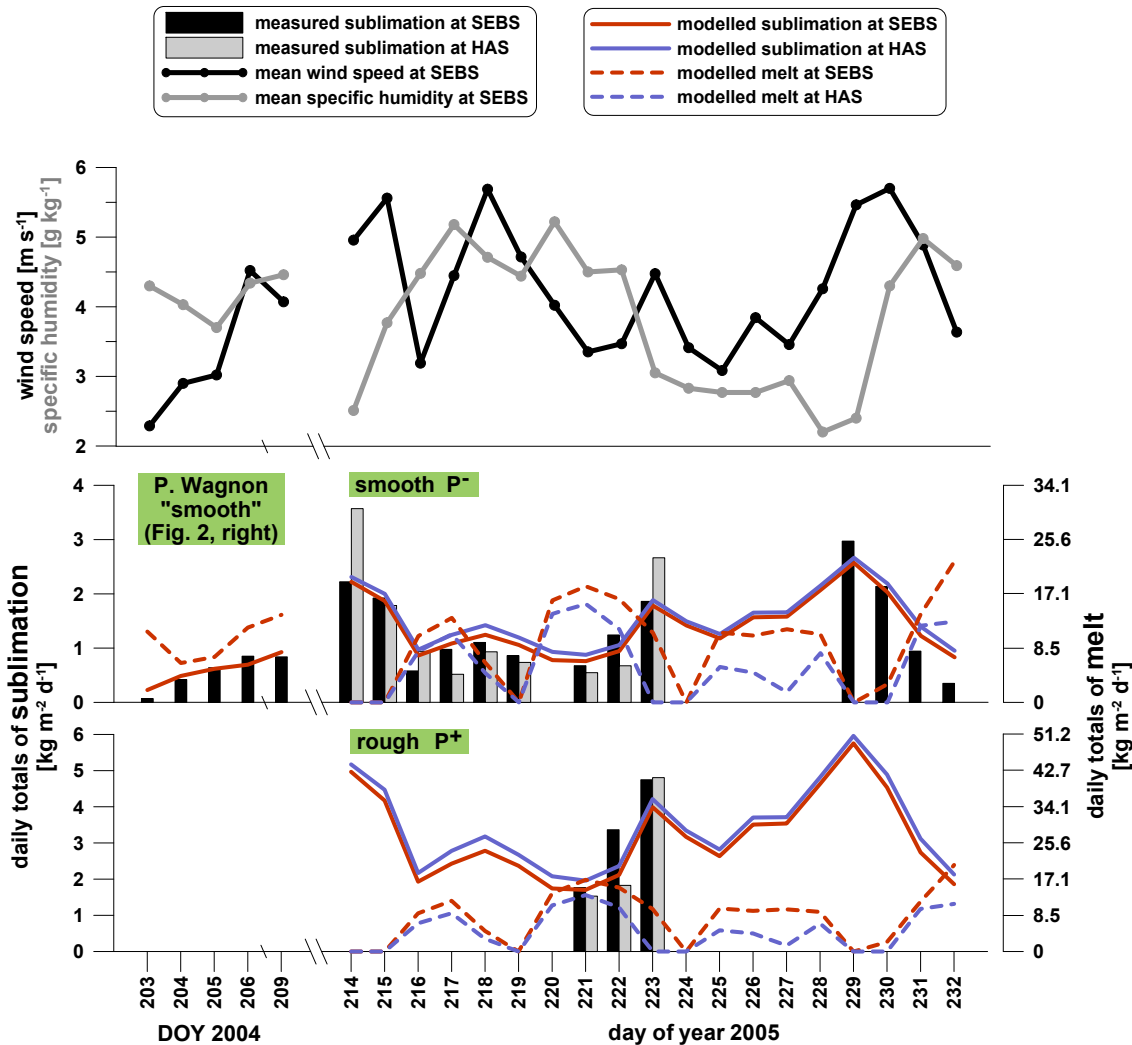 measured sublimation at SEBS
measured sublimation at HAS
mean wind speed at SEBS
mean specific humidity at SEBS
modelled sublimation at SEBS
modelled sublimation at HAS
modelled melt at SEBS
modelled melt at HAS
wind speed [m s-1]
specific humidity [g kg-1]
6
5
4
3
2
daily totals of sublimation
[kg m-2 d-1]
4
3
2
1
0
P. Wagnon
"smooth"
(Fig. 2, right)
smooth P-
34.1
25.6
17.1
8.5
0
daily totals of melt
[kg m-2 d-1]
6
5
4
3
2
1
0
rough P+
51.2
42.7
34.1
25.6
17.1
8.5
0
203 204 205 206 209 214 215 216 217 218 219 220 221 222 223 224 225 226 227 228 229 230 231 232
DOY 2004
day of year 2005